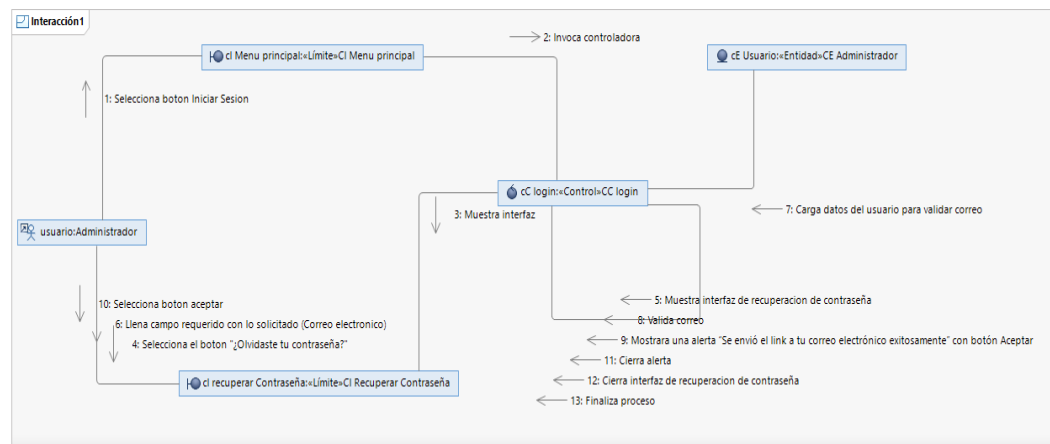 Interacción1
2: Invoca controladora
cI Menu principal:«Límite»CI Menu principal
cE Usuario:«Entidad»CE Administrador
1: Selecciona boton Iniciar Sesion
cC login:«Control»CC login
3: Muestra interfaz
7: Carga datos del usuario para validar correo
usuario:Administrador
10: Selecciona boton aceptar
5: Muestra interfaz de recuperacion de contraseña
6: Llena campo requerido con lo solicitado (Correo electronico)
8: Valida correo
4: Selecciona el boton "¿Olvidaste tu contraseña?"
9: Mostrara una alerta "Se envió el link a tu correo electrónico exitosamente" con botón Aceptar
11: Cierra alerta
cI recuperar Contraseña:«Límite»CI Recuperar Contraseña
12: Cierra interfaz de recuperacion de contraseña
13: Finaliza proceso